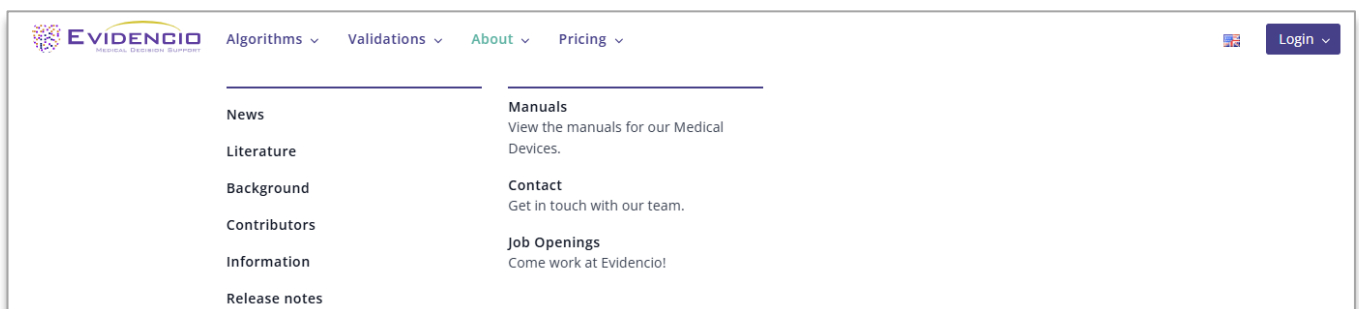 EVIDENCIO
MEDICAL DECISION SUPPORT
Algorithms
Validations
About
Pricing
Login
News
Literature
Background
Contributors
Information
Release notes
Manuals
View the manuals for our Medical
Devices.
Contact
Get in touch with our team.
Job Openings
Come work at Evidencio!